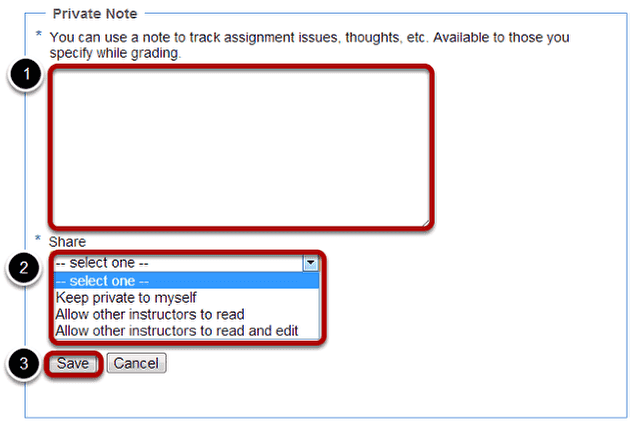 Private Note
* You can use a note to track assignment issues, thoughts, etc. Available to those you
specify while grading.
1
* Share
2
-- select one --
-- select one --
Keep private to myself
Allow other instructors to read
Allow other instructors to read and edit
3 Save Cancel